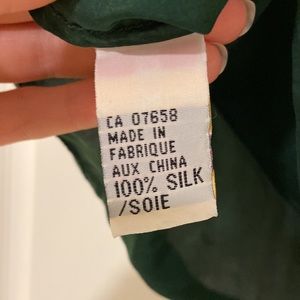 CA 07658
MADE IN
FABRIQUE
AUX CHINA
100% SILK
/SOIE